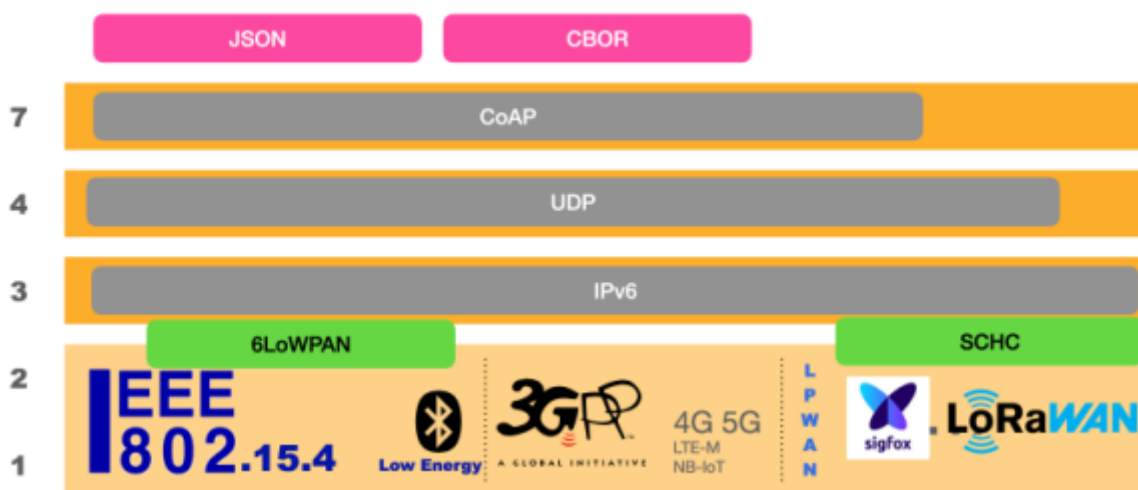 JSON
CBOR
7
CoAP
4
UDP
3
IPv6
6LoWPAN
SCHC
2
1
IEEE
802.15.4
Low Energy
3GPP
A GLOBAL INITIATIVE
4G 5G
LTE-M
NB-IoT
LPWAN
sigfox
LoRaWAN